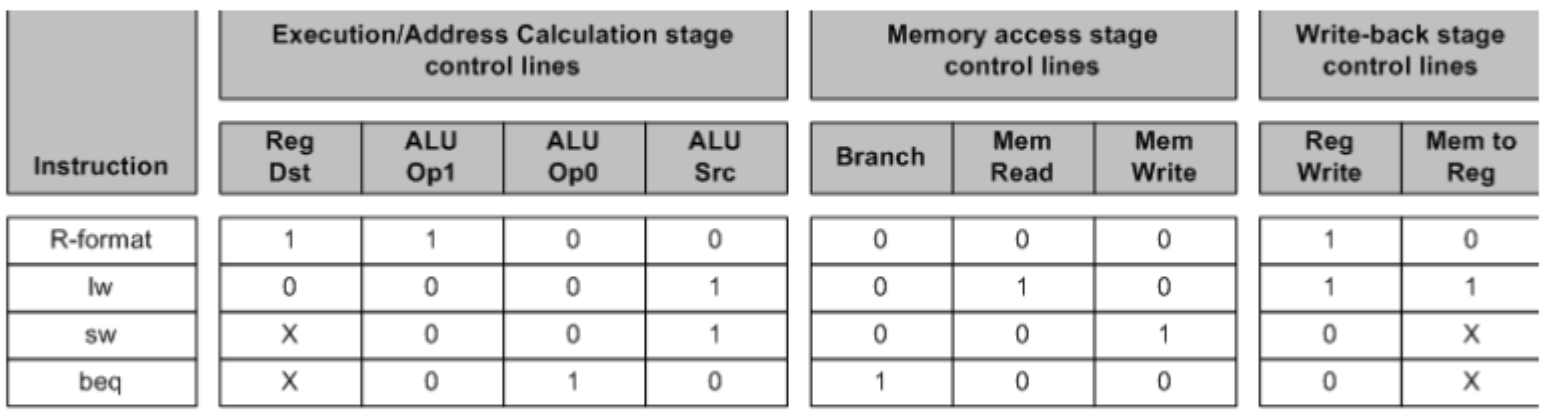 Execution/Address Calculation stage control lines
Memory access stage control lines
Write-back stage control lines
Instruction Reg Dst ALU Op1 ALU Op0 ALU Src Branch Mem Read Mem Write Reg Write Mem to Reg
R-format 1 1 0 0 0 0 0 1 0
lw 0 0 0 1 0 1 0 1 1
sw X 0 0 1 0 0 1 0 X
beq X 0 1 0 1 0 0 0 X